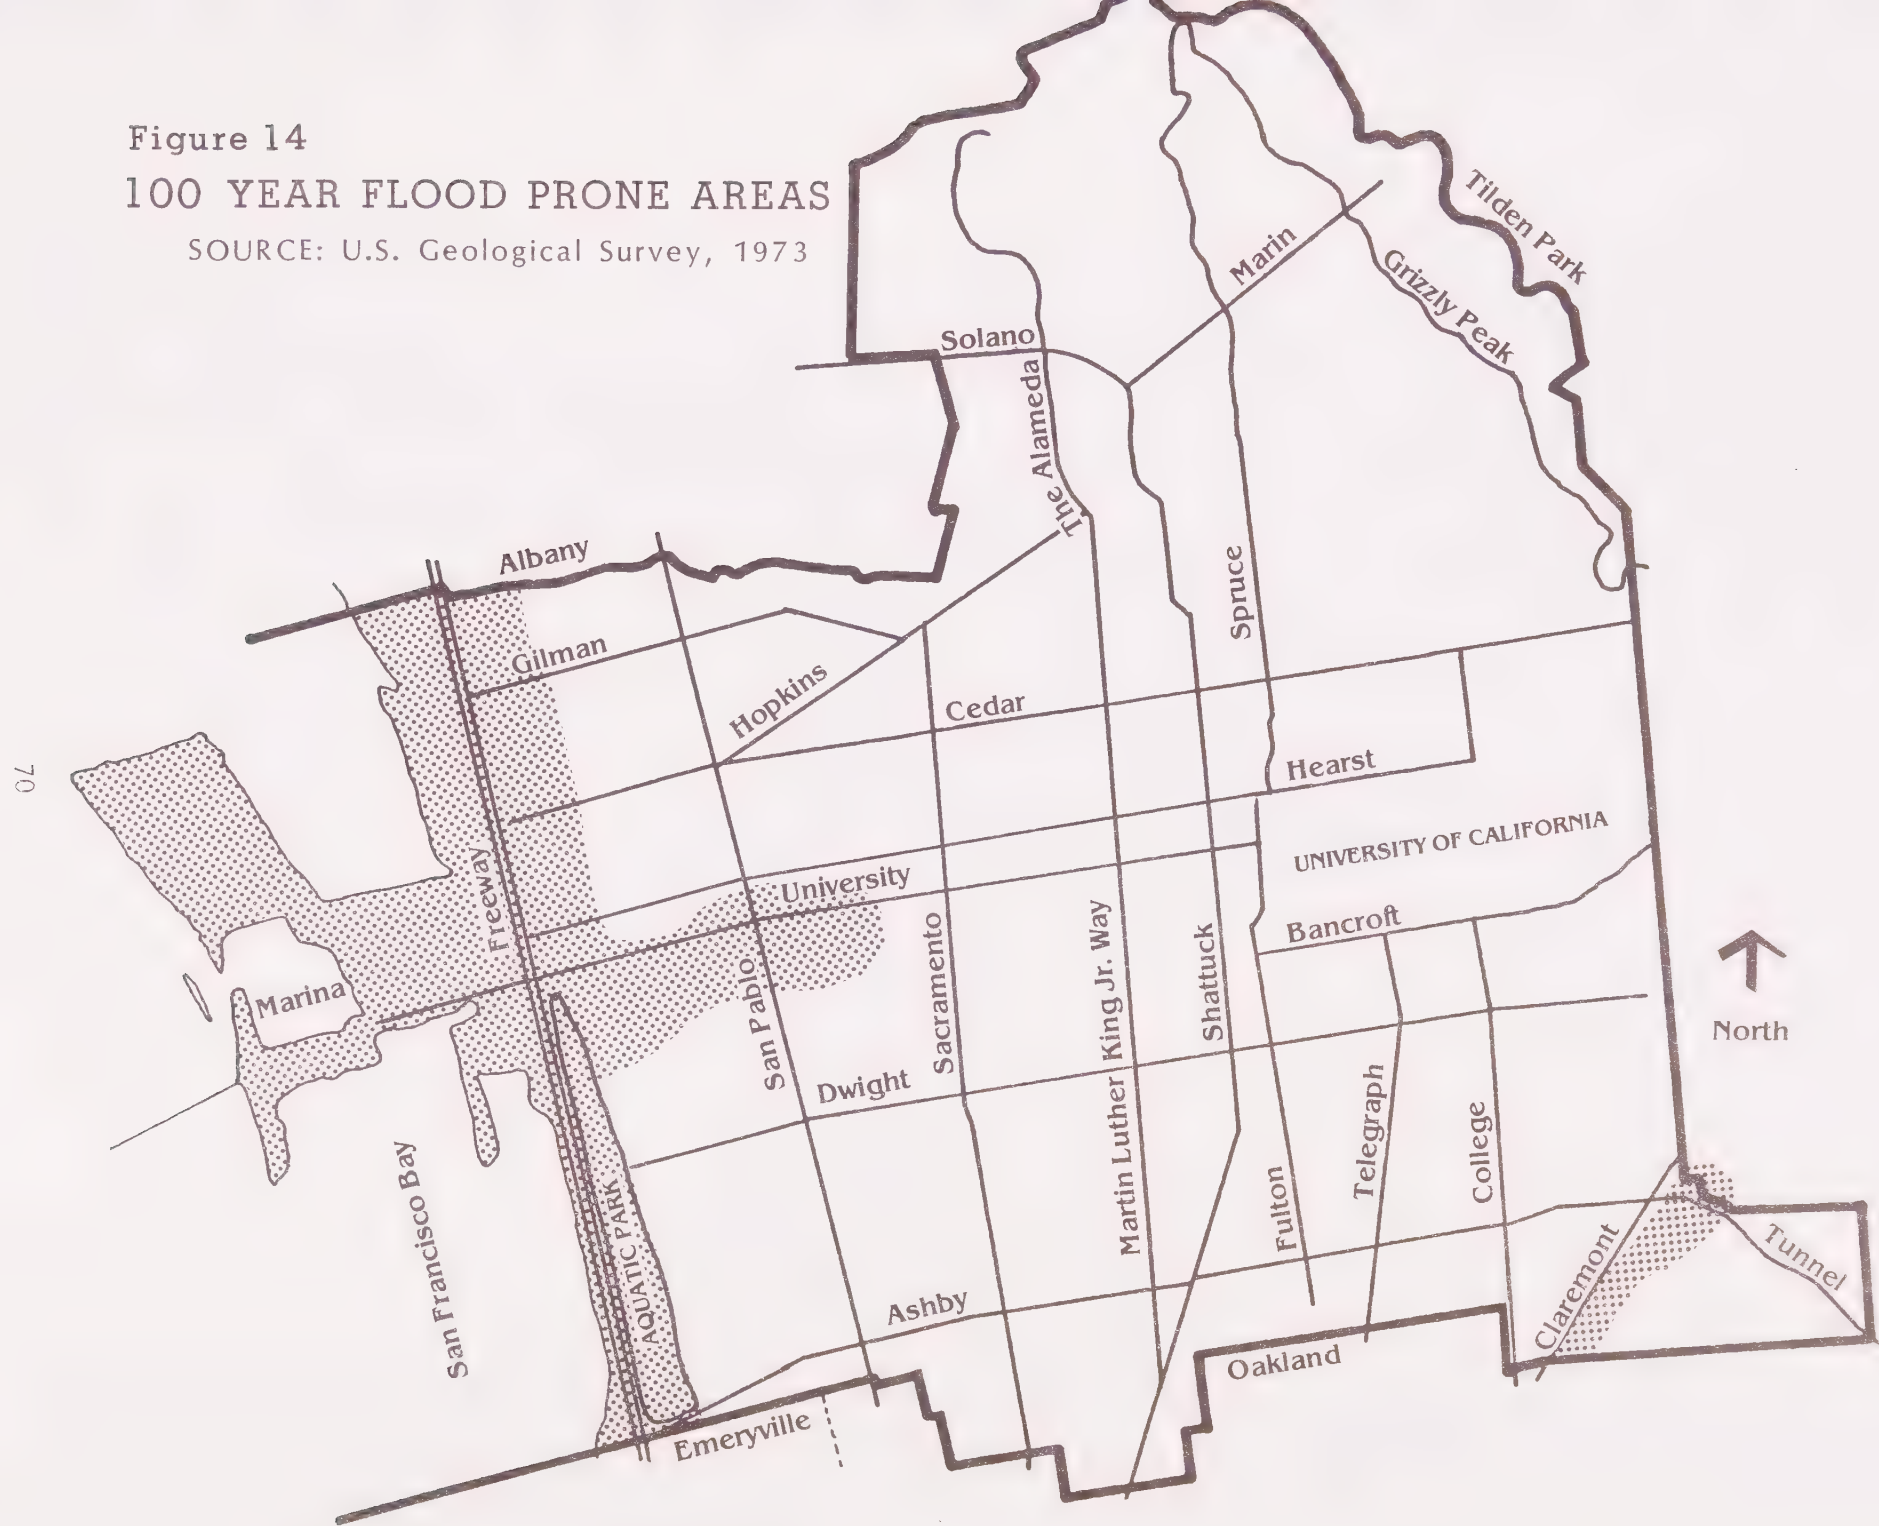 Figure 14
100 YEAR FLOOD PRONE AREAS
SOURCE: U.S. Geological Survey, 1973
Tilden Park
Marin
Grizzly Peak
Solano
The Alameda
Albany
Spruce
Gilman
Hopkins
Cedar
Hearst
70
UNIVERSITY OF CALIFORNIA
Freeway
University
Bancroft
Marina
San Pablo
Sacramento
Martin Luther King Jr. Way
Shattuck
North
Dwight
Telegraph
College
Fulton
San Francisco Bay
AQUATIC PARK
Claremont
Tunnel
Ashby
Oakland
Emeryville